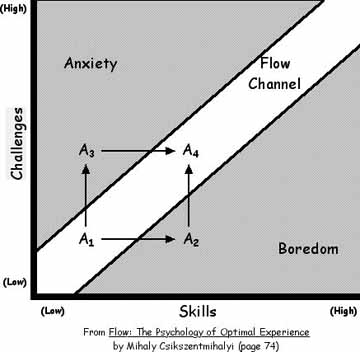 (High)
Anxiety
Flow
Channel
Challenges
A3
A4
A1
A2
Boredom
(Low)
(Low)
Skills
(High)
From Flow: The Psychology of Optimal Experience
by Mihaly Csikszentmihalyi (page 74)